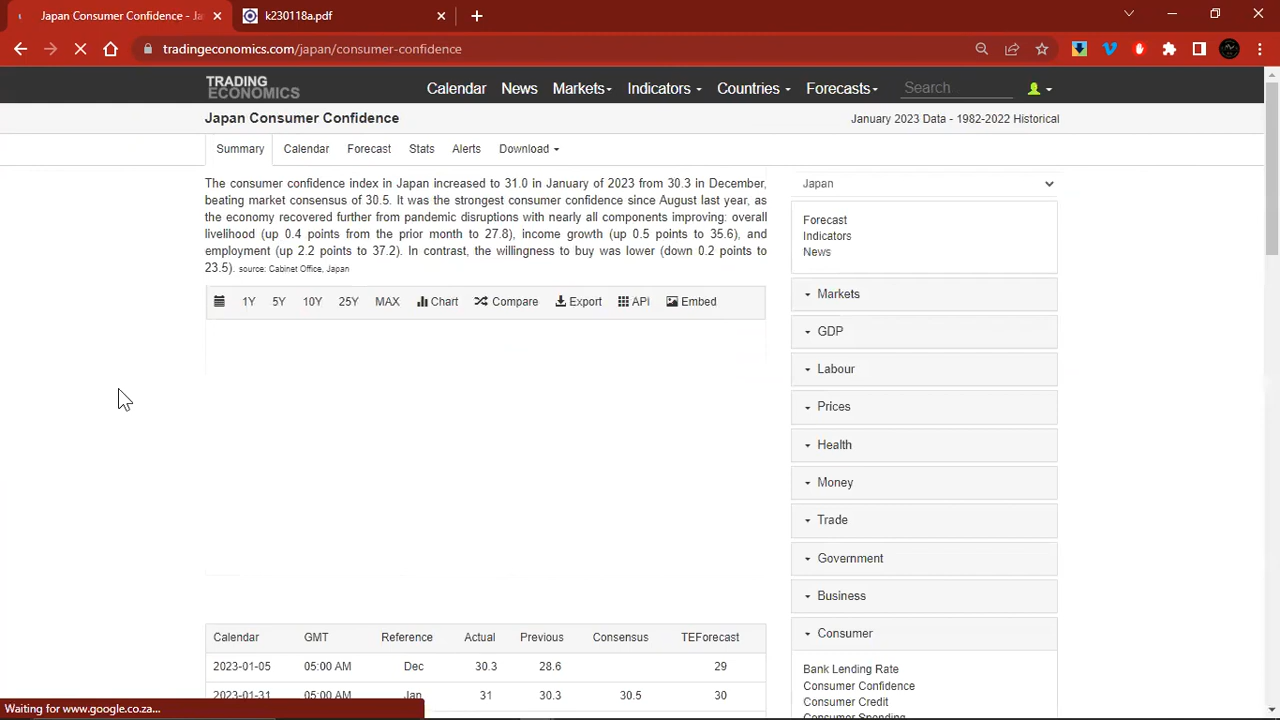 Japan Consumer Confidence - Ja
k230118a.pdf
tradingeconomics.com/japan/consumer-confidence
TRADING
ECONOMICS
Calendar News Markets Indicators Countries Forecasts Search
Japan Consumer Confidence
January 2023 Data - 1982-2022 Historical
Summary Calendar Forecast Stats Alerts Download
The consumer confidence index in Japan increased to 31.0 in January of 2023 from 30.3 in December,
beating market consensus of 30.5. It was the strongest consumer confidence since August last year, as
the economy recovered further from pandemic disruptions with nearly all components improving: overall
livelihood (up 0.4 points from the prior month to 27.8), income growth (up 0.5 points to 35.6), and
employment (up 2.2 points to 37.2). In contrast, the willingness to buy was lower (down 0.2 points to
23.5). source: Cabinet Office, Japan
1Y 5Y 10Y 25Y MAX Chart Compare Export API Embed
Calendar GMT Reference Actual Previous Consensus TEForecast
2023-01-05 05:00 AM Dec 30.3 28.6 29
2023-01-31 05:00 AM Jan 31 30.3 30.5 30
Japan
Forecast
Indicators
News
Markets
GDP
Labour
Prices
Health
Money
Trade
Government
Business
Consumer
Bank Lending Rate
Consumer Confidence
Consumer Credit
Consumer Spending
Waiting for www.google.co.za...